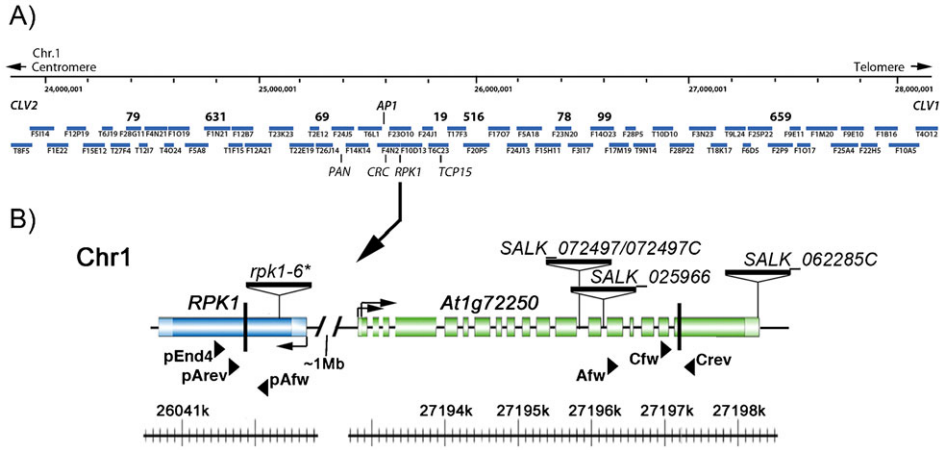 A)
Chr.1
Centromere
Telomere
24,000,001 25,000,001 26,000,001 27,000,001 28,000,001
CLV2 AP1 CLV1
79 631 69 19 516 78 99 659
F5I14 F12P19 T6J19 F28G11 F4N21 F1O19 F1N21 F12B7 T23K23 T2E12 F24J5 T6L1 F23O10 F24J1 T17F3 F17O7 F5A18 F23N20 F14O23 F28P5 T10D10 F3N23 T9L24 F25P22 F9E11 F1M20 F9E10 F1B16 T4O12
T8F5 F1E22 F15E12 T27F4 T12I7 T4O24 F5A8 T1F15 F12A21 T22E19 T26J14 F14K14 F4N2 F10D13 T6C23 F20P5 F24J13 F15H11 F3I17 F17M19 T9N14 F28P22 T18K17 F6D5 F2P9 F1O17 F25A4 F22H5 F10A5
PAN CRC RPK1 TCP15
B)
Chr1
SALK_072497/072497C
SALK_062285C
rpk1-6*
SALK_025966
RPK1 At1g72250
pEnd4
~1Mb
Cfw
pArev pAfw Afw Crev
26041k 27194k 27195k 27196k 27197k 27198k